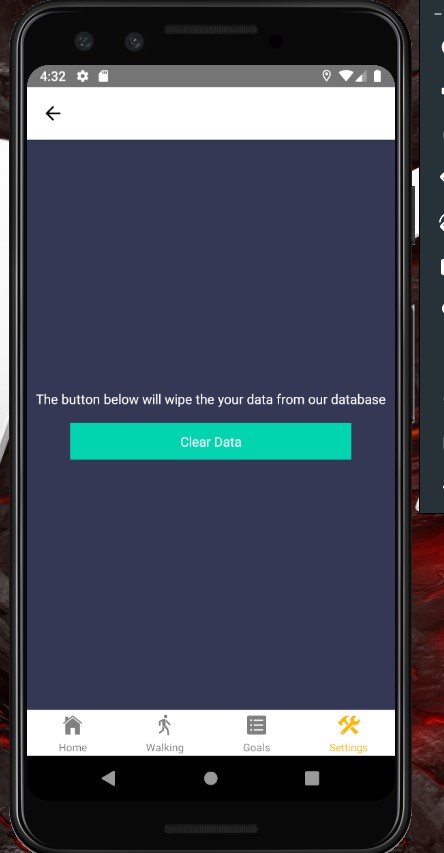 4:32
The button below will wipe the your data from our database
Clear Data
Home Walking Goals Settings